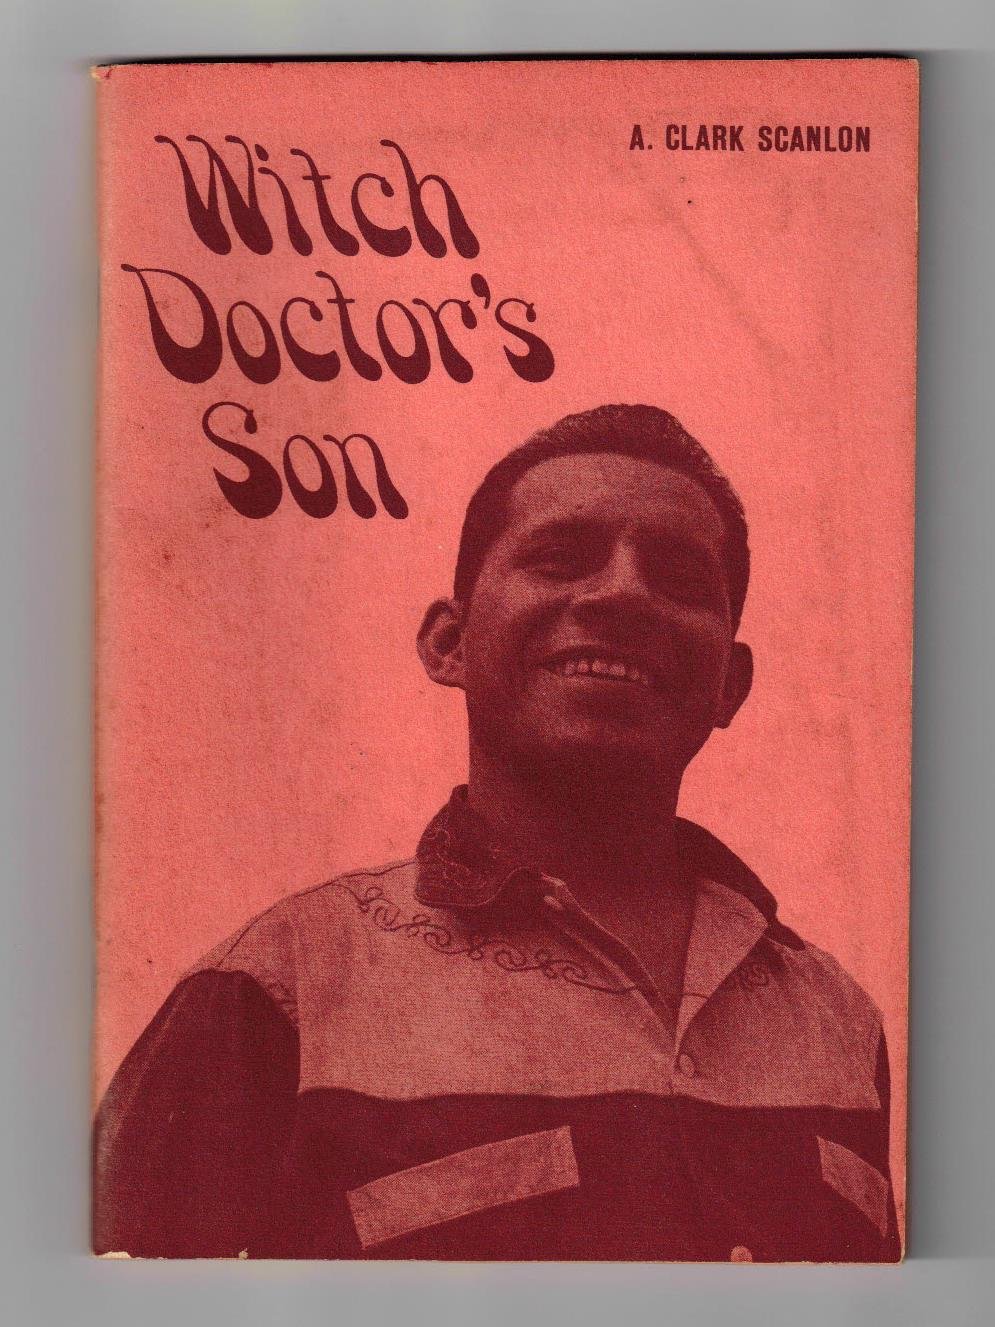 A. CLARK SCANLON
Witch
Doctor's
Son